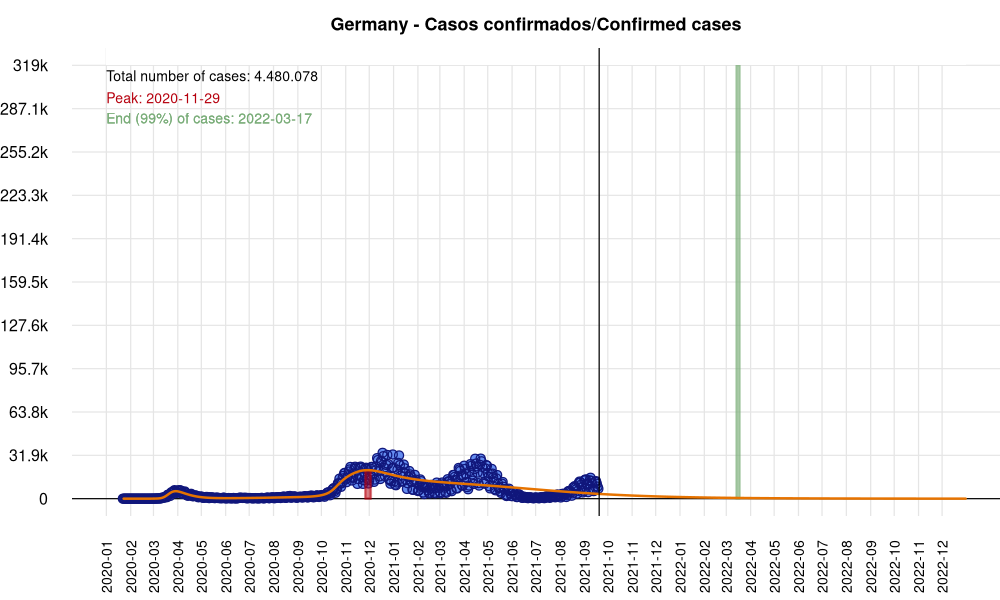 Germany - Casos confirmados/Confirmed cases
Total number of cases: 4.480.078
Peak: 2020-11-29
End (99%) of cases: 2022-03-17
319k
287.1k
255.2k
223.3k
191.4k
159.5k
127.6k
95.7k
63.8k
31.9k
0
2020-01
2020-02
2020-03
2020-04
2020-05
2020-06
2020-07
2020-08
2020-09
2020-10
2020-11
2020-12
2021-01
2021-02
2021-03
2021-04
2021-05
2021-06
2021-07
2021-08
2021-09
2021-10
2021-11
2021-12
2022-01
2022-02
2022-03
2022-04
2022-05
2022-06
2022-07
2022-08
2022-09
2022-10
2022-11
2022-12